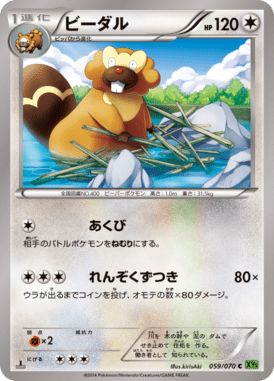 1進化 ビーダル HP120
ビッパから進化
全国図鑑NO.400 ビーバーポケモン 高さ：1.0m 重さ：31.5kg
あくび
相手のバトルポケモンをねむりにする。
れんぞくずつき 80×
ウラが出るまでコインを投げ、オモテの数×80ダメージ。
弱点 抵抗力
×2
にげる
川を 木の幹や 泥の ダムで
せき止めて 住処を 作る。
働き者として 知られている。
Illus.kirisAki 059/070 C XY5
©2014 Pokémon/Nintendo/Creatures/GAME FREAK.